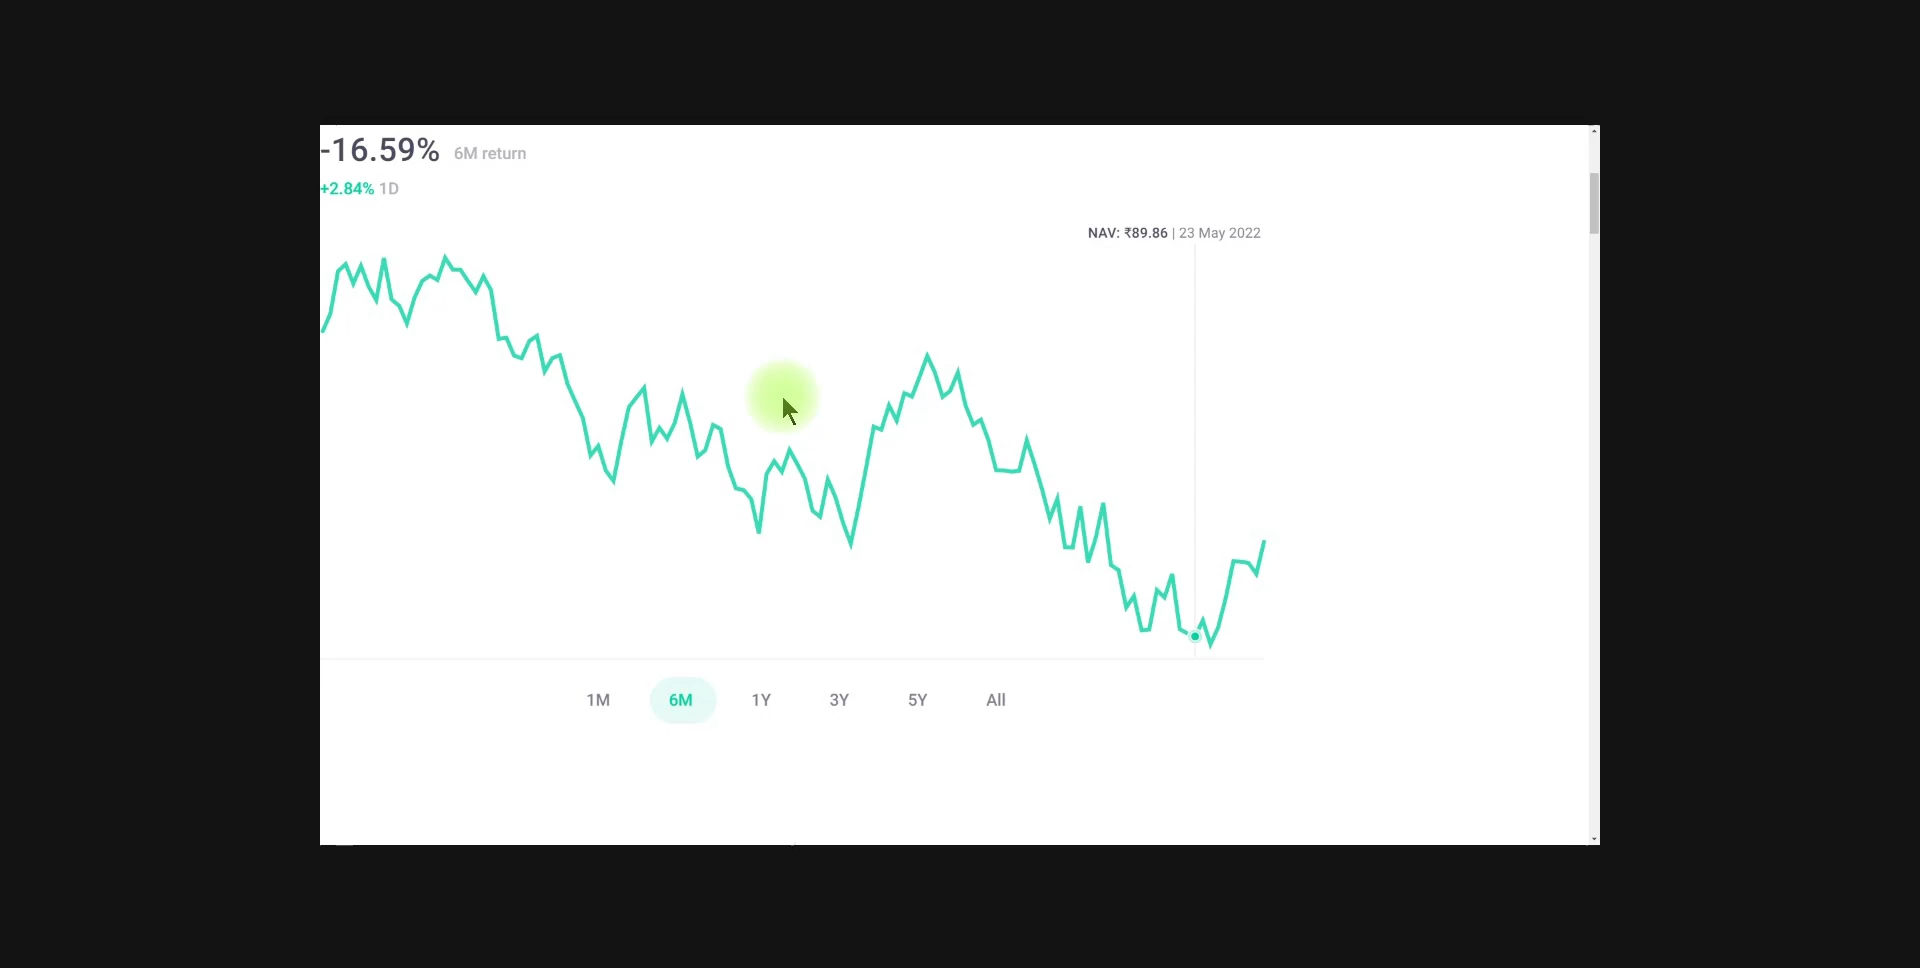 -16.59% 6M return
+2.84% 1D
NAV: ₹89.86 | 23 May 2022
1M 6M 1Y 3Y 5Y All